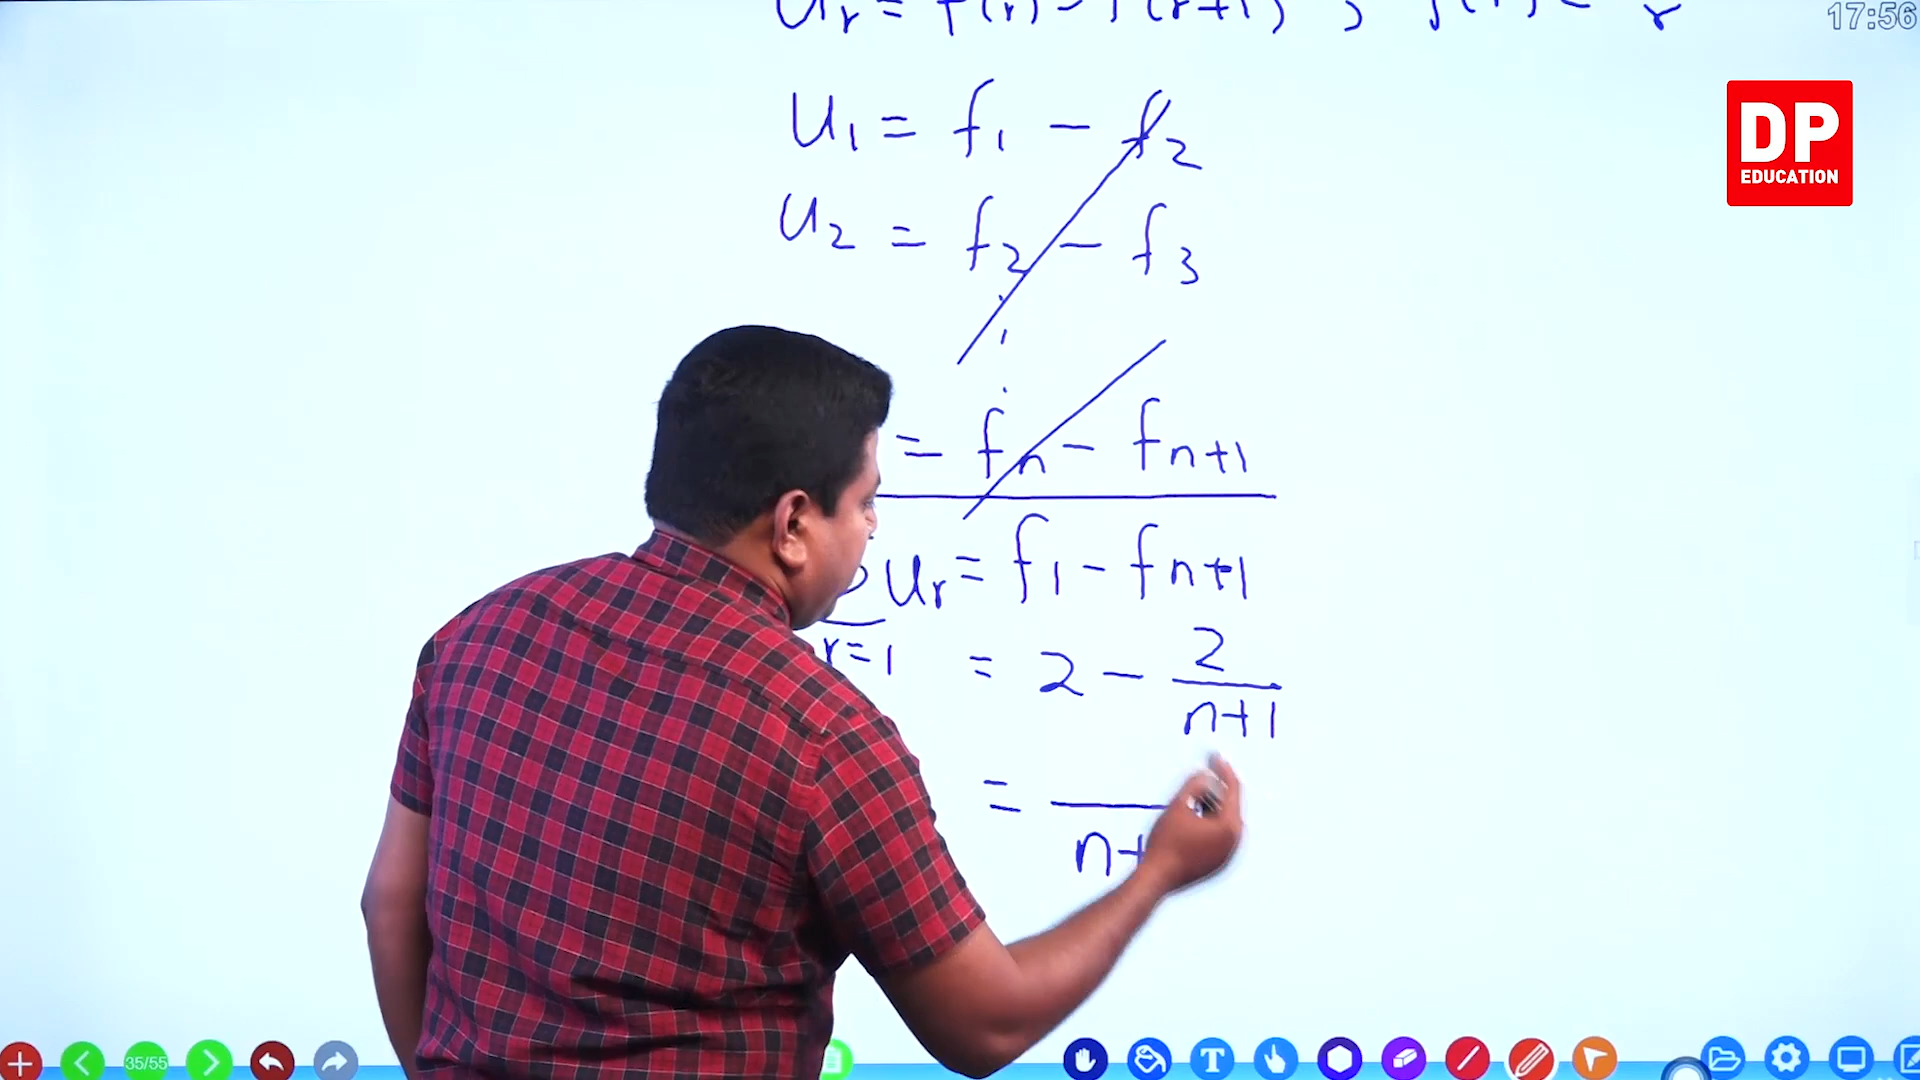 17:56
DP
EDUCATION
U₁ = f₁ - f₂
U₂ = f₂ - f₃
= fₙ - fₙ₊₁
Uᵣ = f₁ - fₙ₊₁
r=1
= 2 - 2/(n+1)
= n+
35/55
T